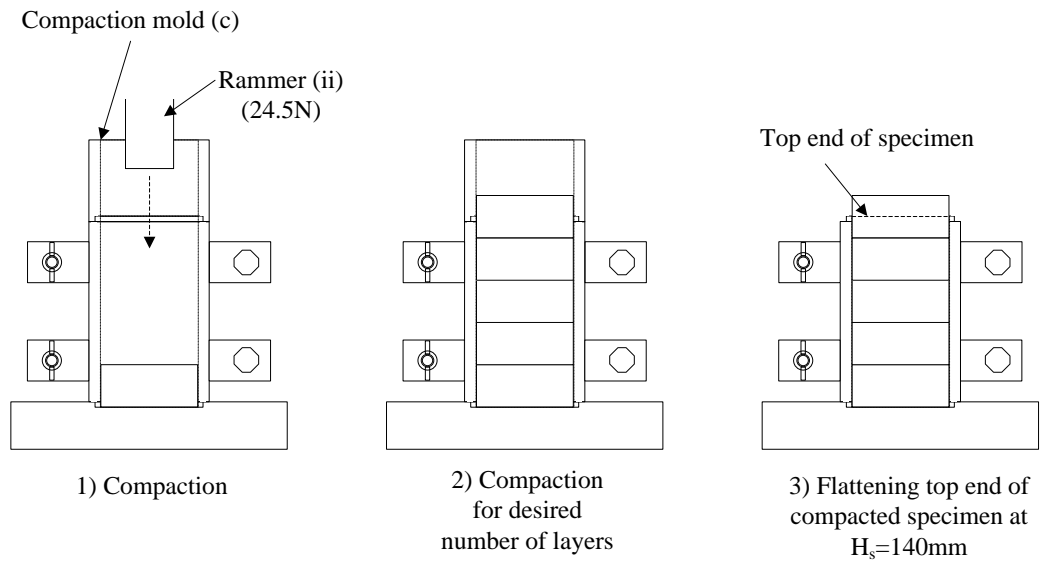 Compaction mold (c)
Rammer (ii)
(24.5N)
Top end of specimen
1) Compaction
2) Compaction
for desired
number of layers
3) Flattening top end of
compacted specimen at
Hs=140mm